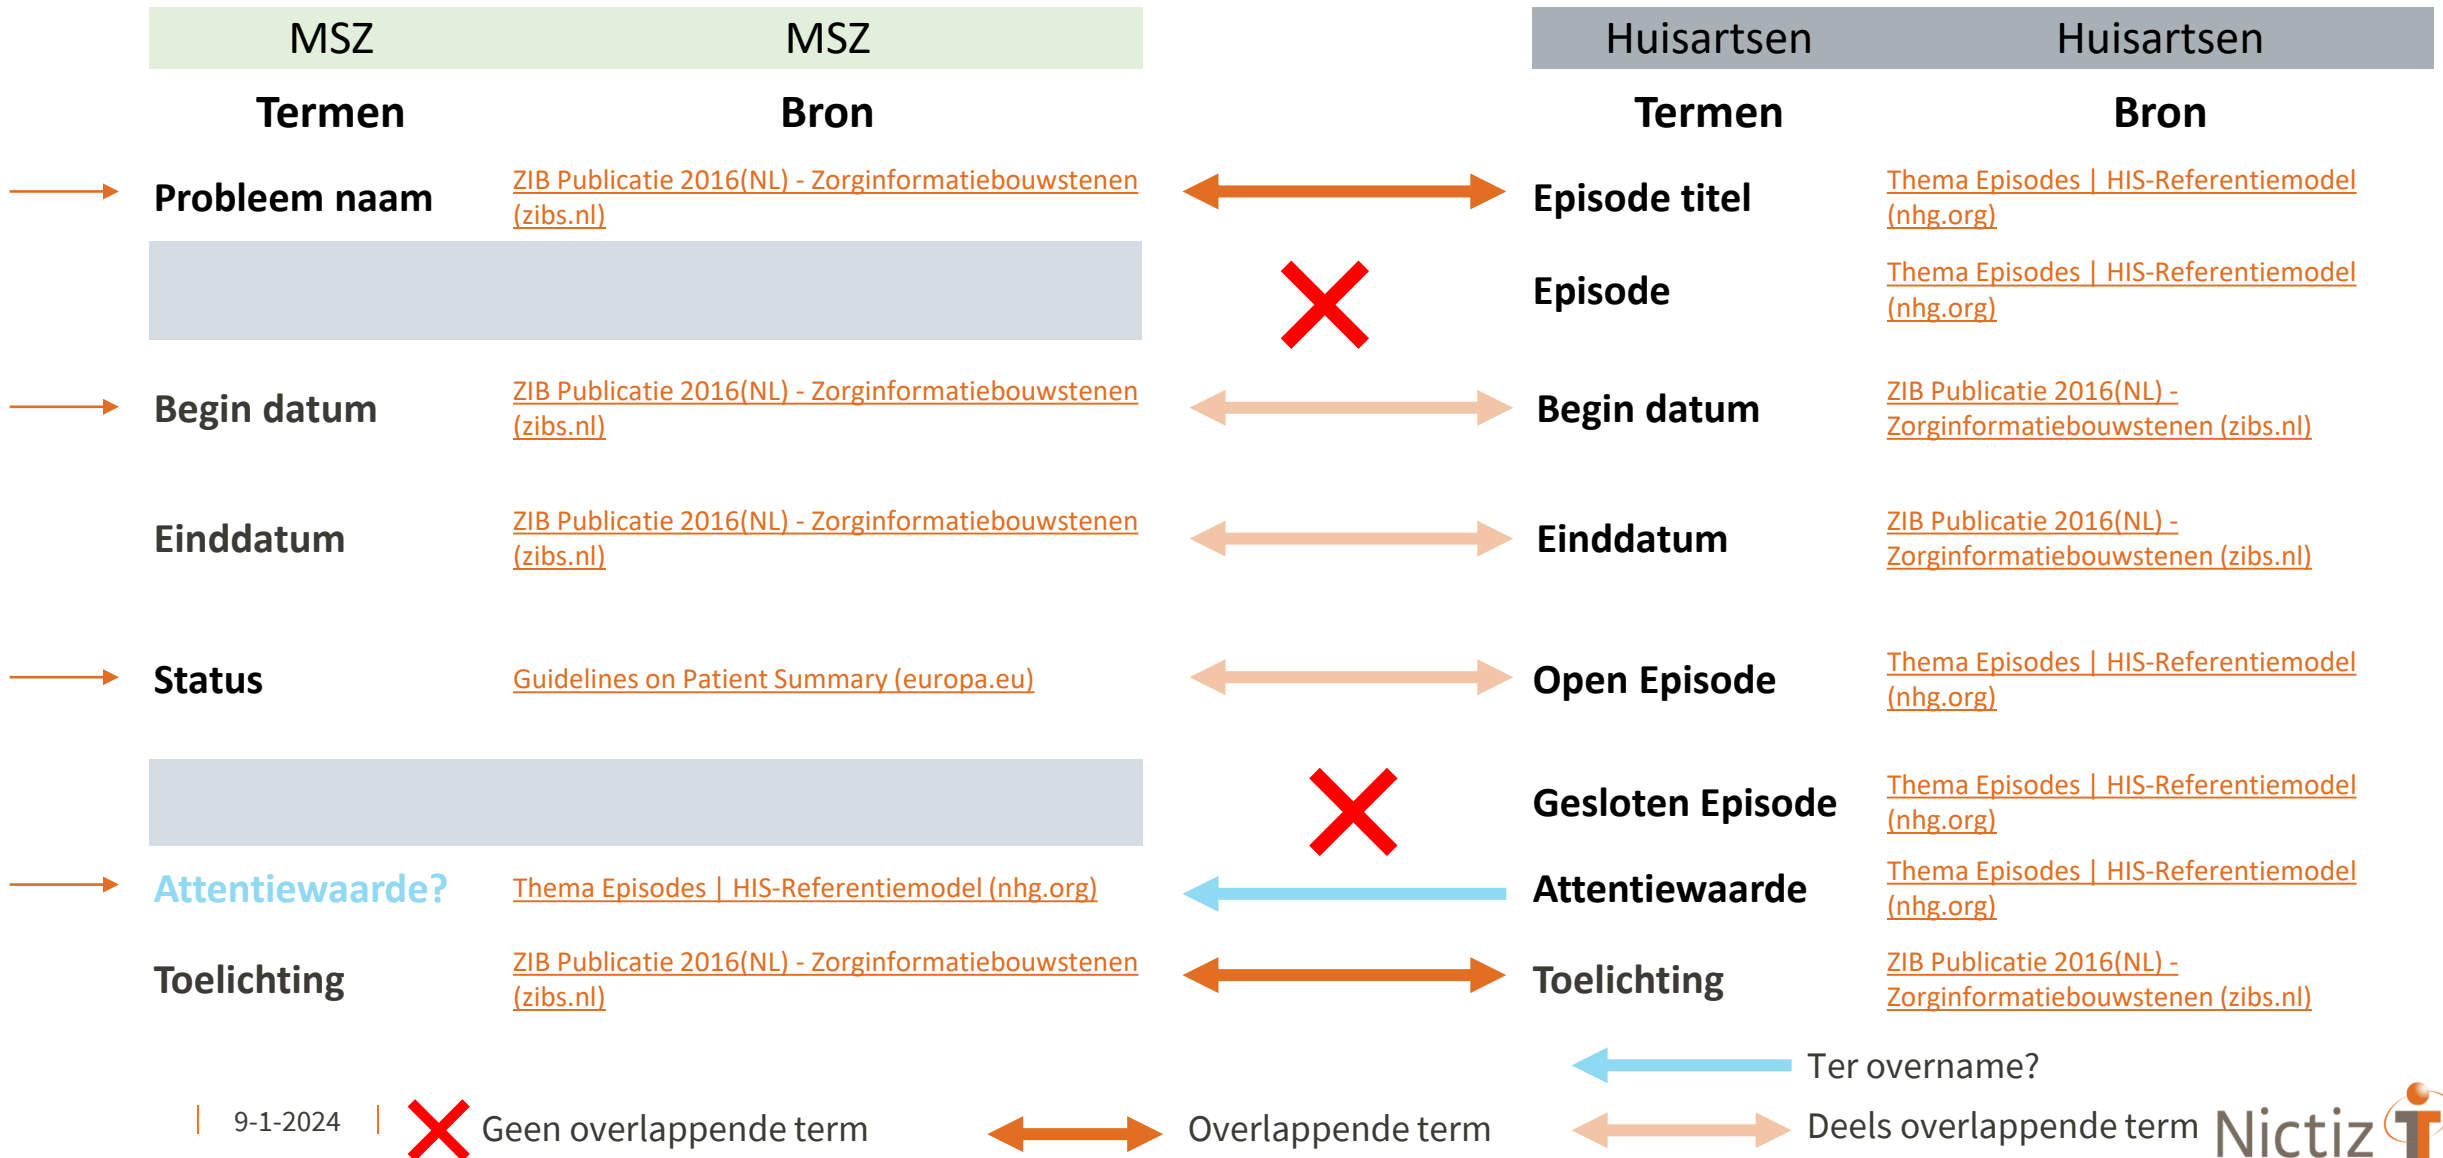 MSZ MSZ Huisartsen Huisartsen
Termen Bron Termen Bron
Probleem naam
ZIB Publicatie 2016(NL) - Zorginformatiebouwstenen
(zibs.nl)
Episode titel
Thema Episodes | HIS-Referentiemodel
(nhg.org)
Episode
Thema Episodes | HIS-Referentiemodel
(nhg.org)
Begin datum
ZIB Publicatie 2016(NL) - Zorginformatiebouwstenen
(zibs.nl)
Begin datum
ZIB Publicatie 2016(NL) -
Zorginformatiebouwstenen (zibs.nl)
Einddatum
ZIB Publicatie 2016(NL) - Zorginformatiebouwstenen
(zibs.nl)
Einddatum
ZIB Publicatie 2016(NL) -
Zorginformatiebouwstenen (zibs.nl)
Status
Guidelines on Patient Summary (europa.eu)
Open Episode
Thema Episodes | HIS-Referentiemodel
(nhg.org)
Gesloten Episode
Thema Episodes | HIS-Referentiemodel
(nhg.org)
Attentiewaarde?
Thema Episodes | HIS-Referentiemodel (nhg.org)
Attentiewaarde
Thema Episodes | HIS-Referentiemodel
(nhg.org)
Toelichting
ZIB Publicatie 2016(NL) - Zorginformatiebouwstenen
(zibs.nl)
Toelichting
ZIB Publicatie 2016(NL) -
Zorginformatiebouwstenen (zibs.nl)
Ter overname?
9-1-2024
Geen overlappende term
Overlappende term
Deels overlappende term
Nictiz